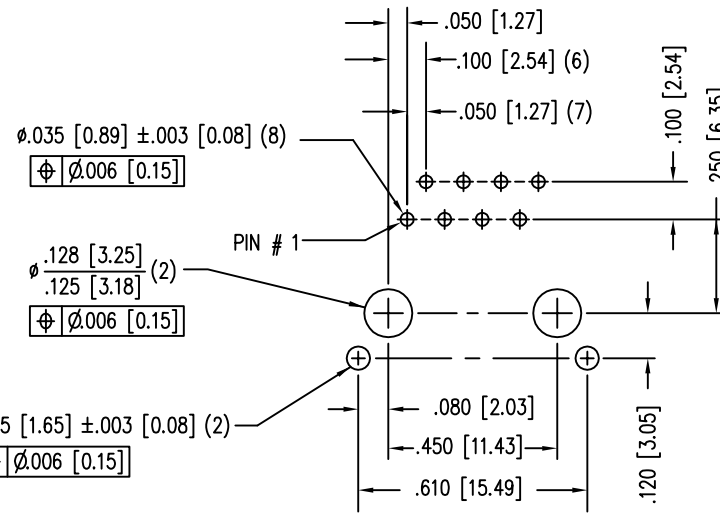 .050 [1.27]
.100 [2.54] (6)
.050 [1.27] (7)
.100 [2.54]
.250 [6.35]
ø.035 [0.89] ±.003 [0.08] (8)
⌖ Ø.006 [0.15]
PIN # 1
ø .128 [3.25]
.125 [3.18] (2)
⌖ Ø.006 [0.15]
5 [1.65] ±.003 [0.08] (2)
Ø.006 [0.15]
.080 [2.03]
.450 [11.43]
.610 [15.49]
.120 [3.05]